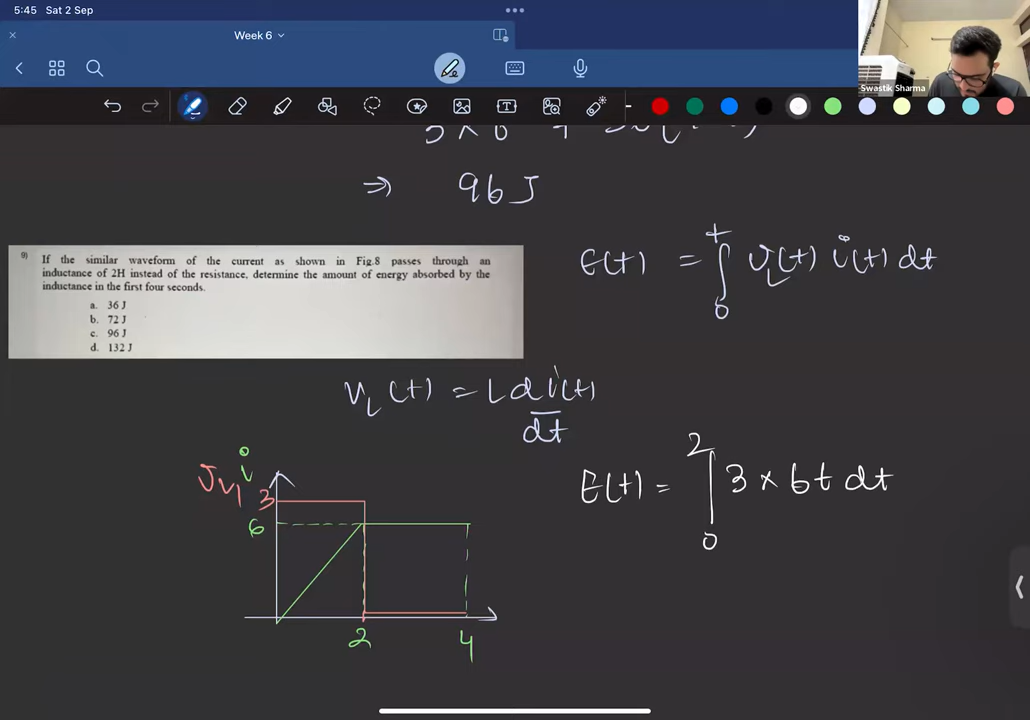 5:45 Sat 2 Sep
Week 6
Swastik Sharma
⇒ 96 J
9) If the similar waveform of the current as shown in Fig.8 passes through an
inductance of 2H instead of the resistance, determine the amount of energy absorbed by the
inductance in the first four seconds.
a. 36 J
b. 72 J
c. 96 J
d. 132 J
E(t) = ∫₀ᵗ v_L(t) i(t) dt
v_L(t) = L di(t)/dt
E(t) = ∫₀² 3 × 6t dt
i
3
6
2
4